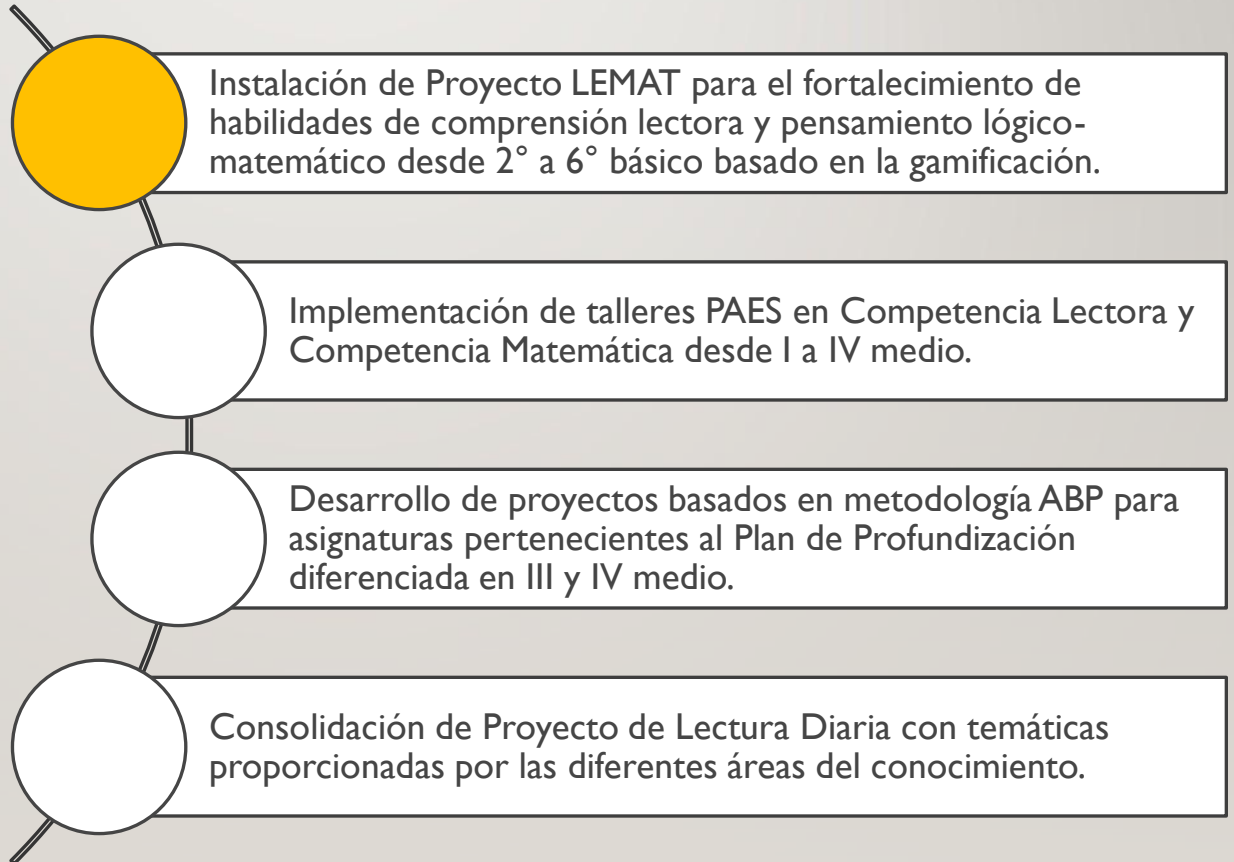 Instalación de Proyecto LEMAT para el fortalecimiento de
habilidades de comprensión lectora y pensamiento lógico-
matemático desde 2° a 6° básico basado en la gamificación.
Implementación de talleres PAES en Competencia Lectora y
Competencia Matemática desde I a IV medio.
Desarrollo de proyectos basados en metodología ABP para
asignaturas pertenecientes al Plan de Profundización
diferenciada en III y IV medio.
Consolidación de Proyecto de Lectura Diaria con temáticas
proporcionadas por las diferentes áreas del conocimiento.